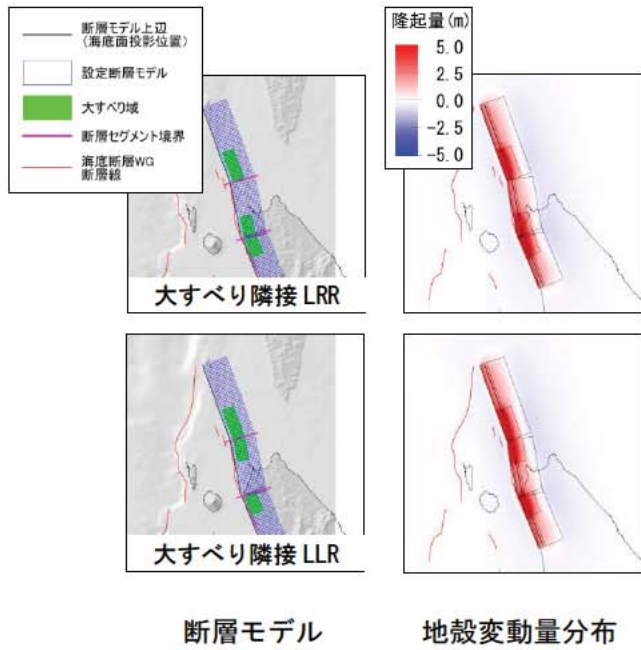 断層モデル上辺
(海底面投影位置)
設定断層モデル
大すべり域
断層セグメント境界
海底断層WG
断層線
隆起量(m)
5.0
2.5
0.0
-2.5
-5.0
大すべり隣接 LRR
大すべり隣接 LLR
断層モデル
地殻変動量分布